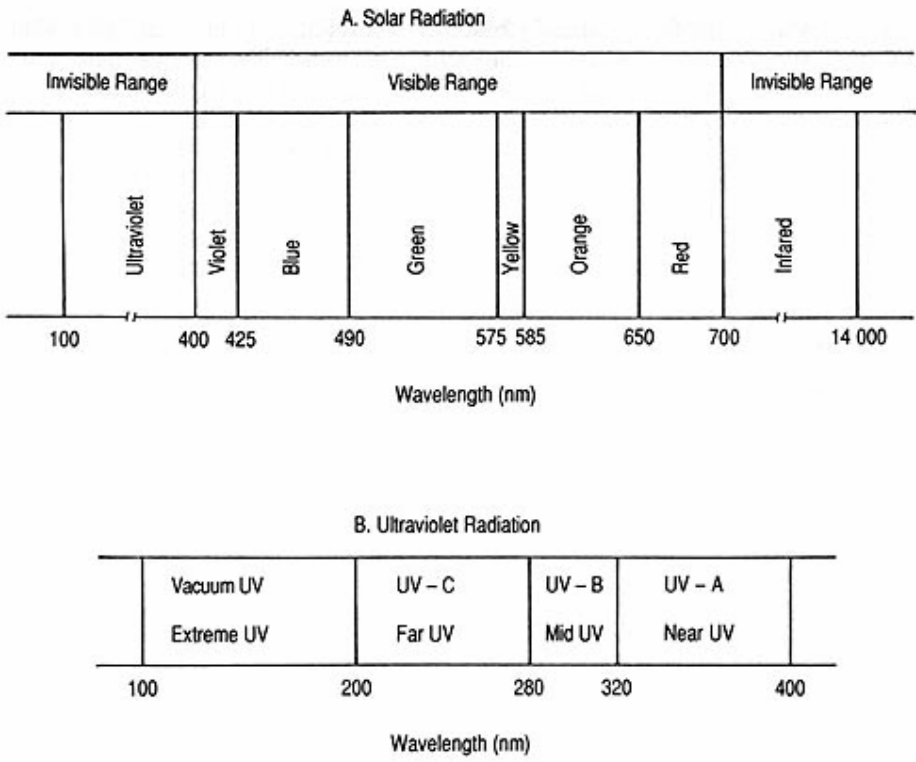 A. Solar Radiation
Invisible Range Visible Range Invisible Range
Ultraviolet Violet Blue Green Yellow Orange Red Infared
100 400 425 490 575 585 650 700 14 000
Wavelength (nm)
B. Ultraviolet Radiation
Vacuum UV UV – C UV – B UV – A
Extreme UV Far UV Mid UV Near UV
100 200 280 320 400
Wavelength (nm)